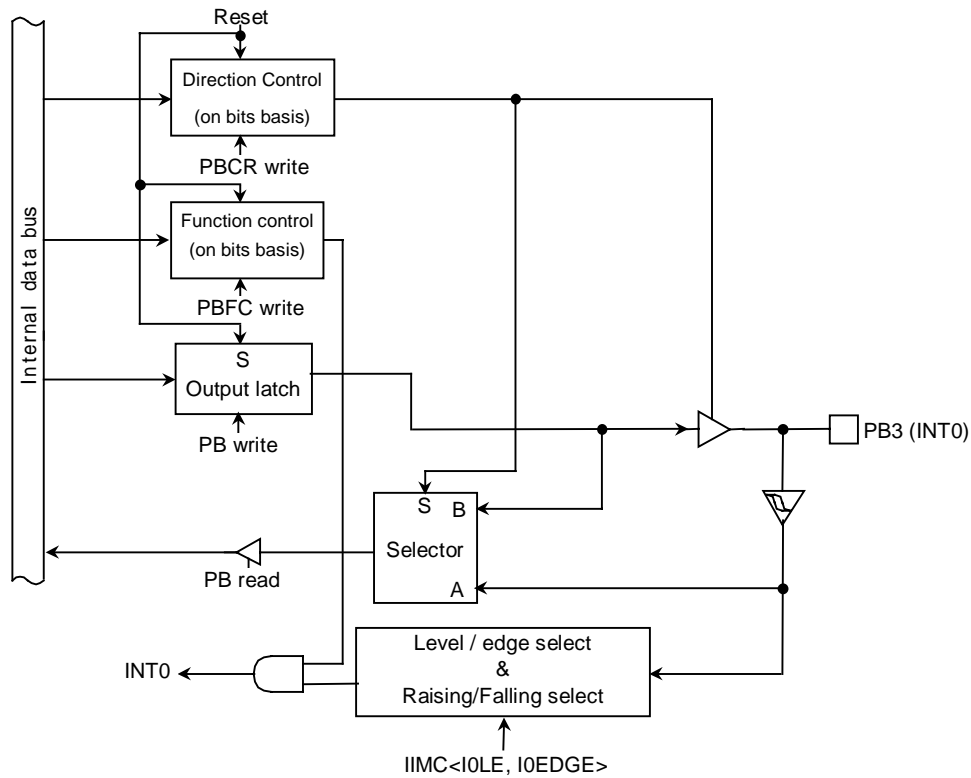 Reset
Direction Control
(on bits basis)
PBCR write
Function control
(on bits basis)
PBFC write
Internal data bus
S
Output latch
PB write
PB3 (INT0)
S
B
Selector
A
PB read
Level / edge select
&
Raising/Falling select
INT0
IIMC<I0LE, I0EDGE>